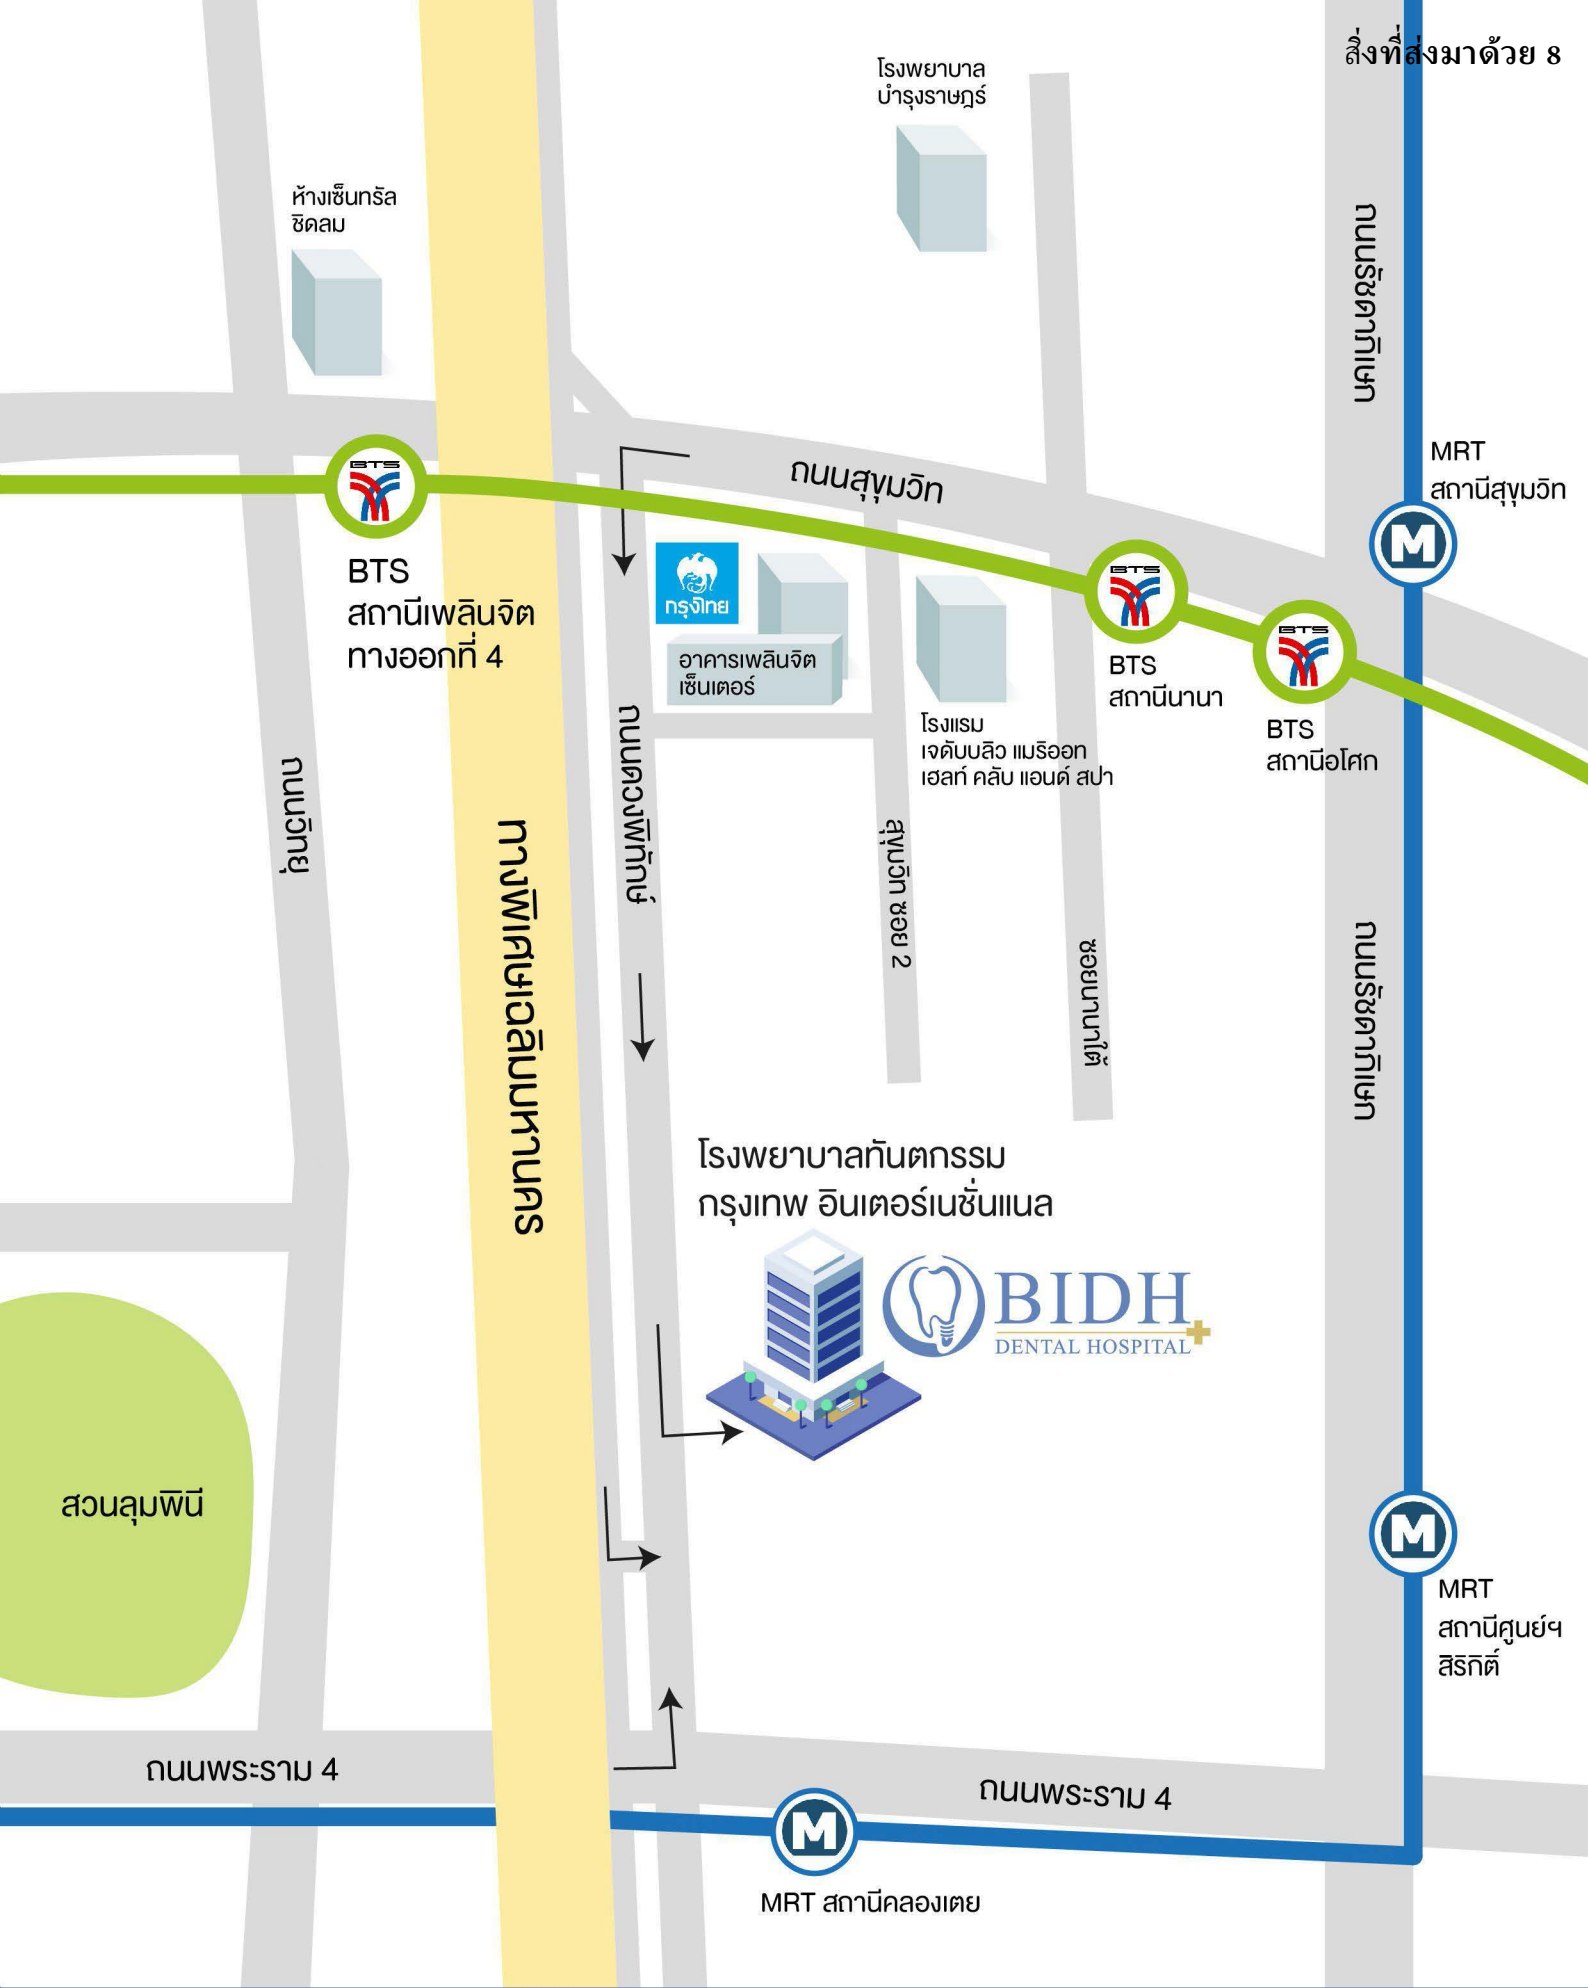 สิ่งที่ส่งมาด้วย 8
โรงพยาบาล
บำรุงราษฎร์
ห้างเซ็นทรัล
ชิดลม
ถนนรัชดาภิเษก
MRT
สถานีสุขุมวิท
M
ถนนสุขุมวิท
BTS
BTS
สถานีเพลินจิต
ทางออกที่ 4
กรุงไทย
อาคารเพลินจิต
เซ็นเตอร์
BTS
BTS
สถานีนานา
BTS
BTS
สถานีอโศก
โรงแรม
เจดับบลิว แมริออท
เฮลท์ คลับ แอนด์ สปา
ถนนวิทยุ
ทางพิเศษเฉลิมมหานคร
ถนนดวงพิทักษ์
สุขุมวิท ซอย 2
ซอยนานาใต้
ถนนรัชดาภิเษก
โรงพยาบาลทันตกรรม
กรุงเทพ อินเตอร์เนชั่นแนล
BIDH
DENTAL HOSPITAL
สวนลุมพินี
M
MRT
สถานีศูนย์ฯ
สิริกิติ์
ถนนพระราม 4
ถนนพระราม 4
M
MRT สถานีคลองเตย